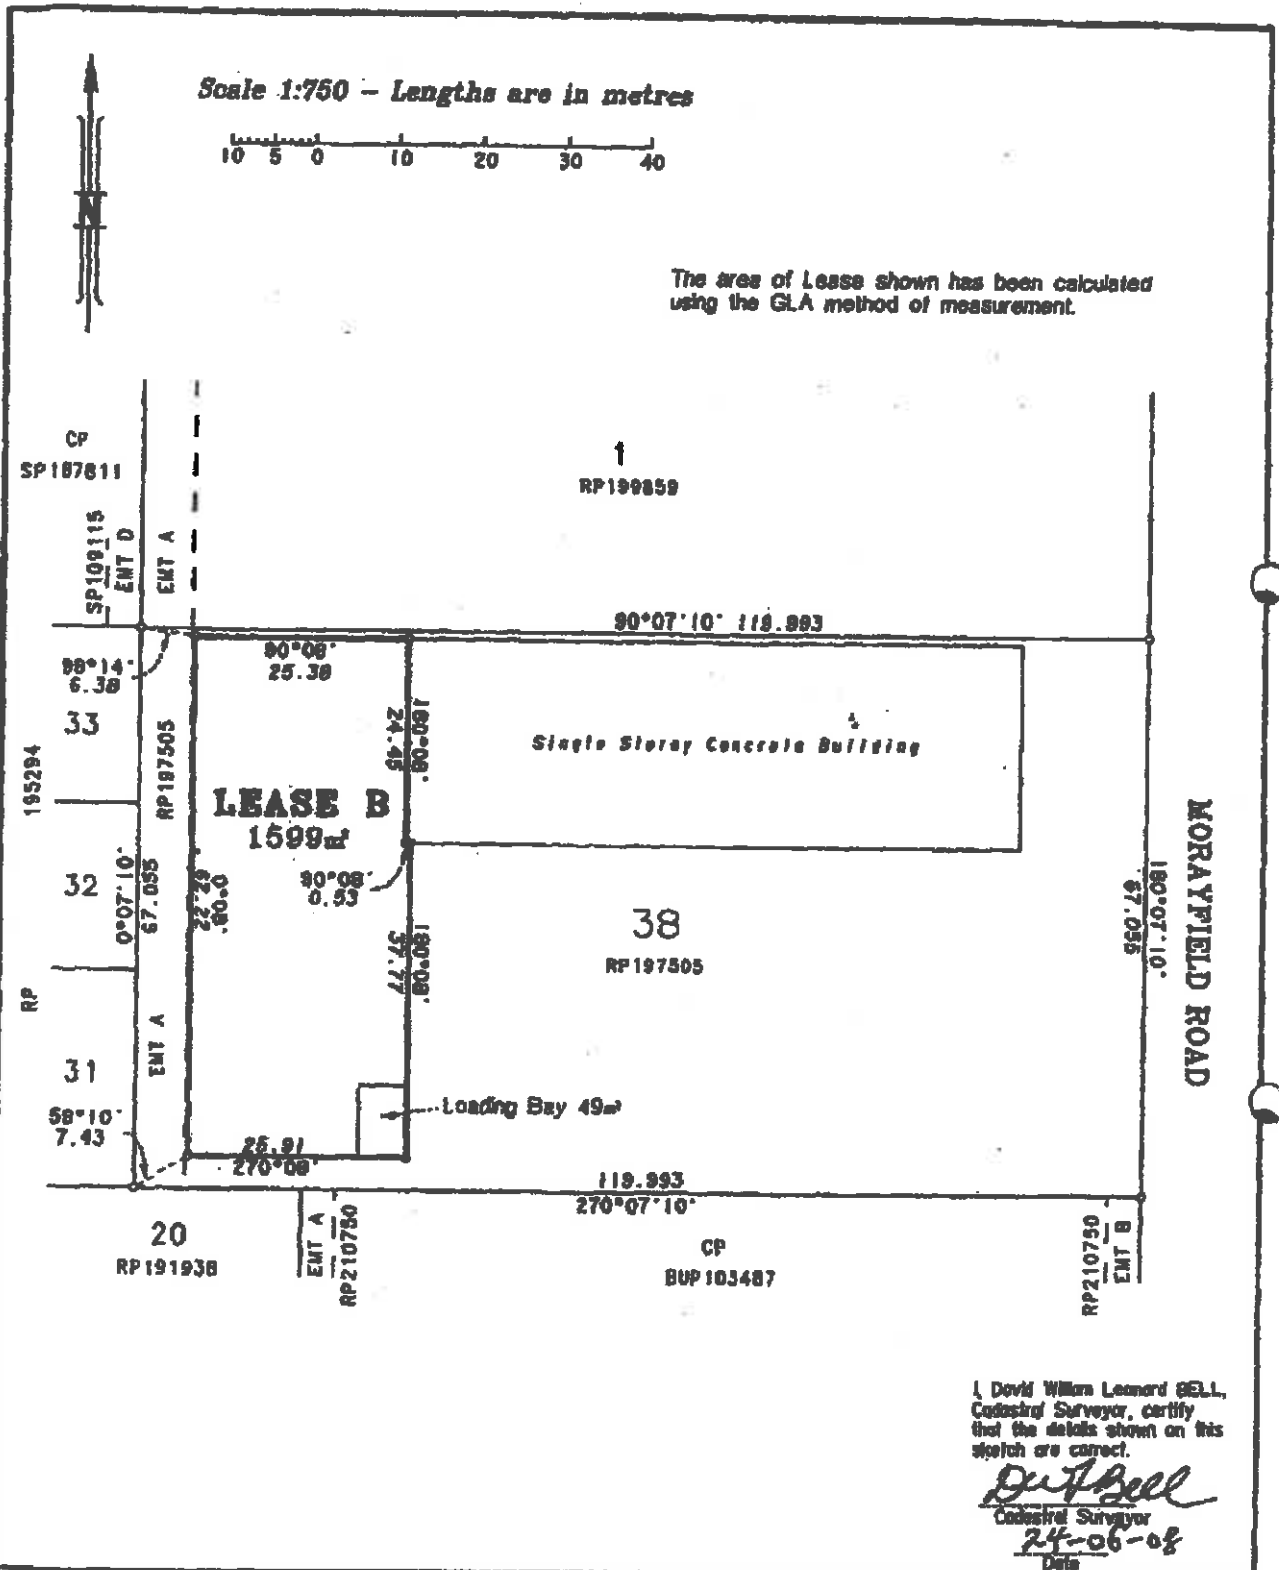 Scale 1:750 – Lengths are in metres
10 5 0 10 20 30 40
N
The area of Lease shown has been calculated
using the GLA method of measurement.
CP
SP187811
SP109115
EMT D
EMT A
1
RP199859
90°07'10" 119.993
90°08'
25.38
98°14'
6.38
33
195294
RP197505
180°08'
24.45
Single Storey Concrete Building
LEASE B
1599m²
90°08'
0.53
32
0°07'10"
67.055
0°08'
62.22
38
RP197505
180°08'
37.77
180°07'10"
67.055
MORAYFIELD ROAD
RP
31
EMT A
58°10'
7.43
Loading Bay 49m²
25.91
270°08'
119.993
270°07'10"
20
RP191938
EMT A
RP210750
CP
BUP103487
RP210750
EMT B
I, David William Leonard BELL,
Cadastral Surveyor, certify
that the details shown on this
sketch are correct.
Cadastral Surveyor
24-06-08
Date